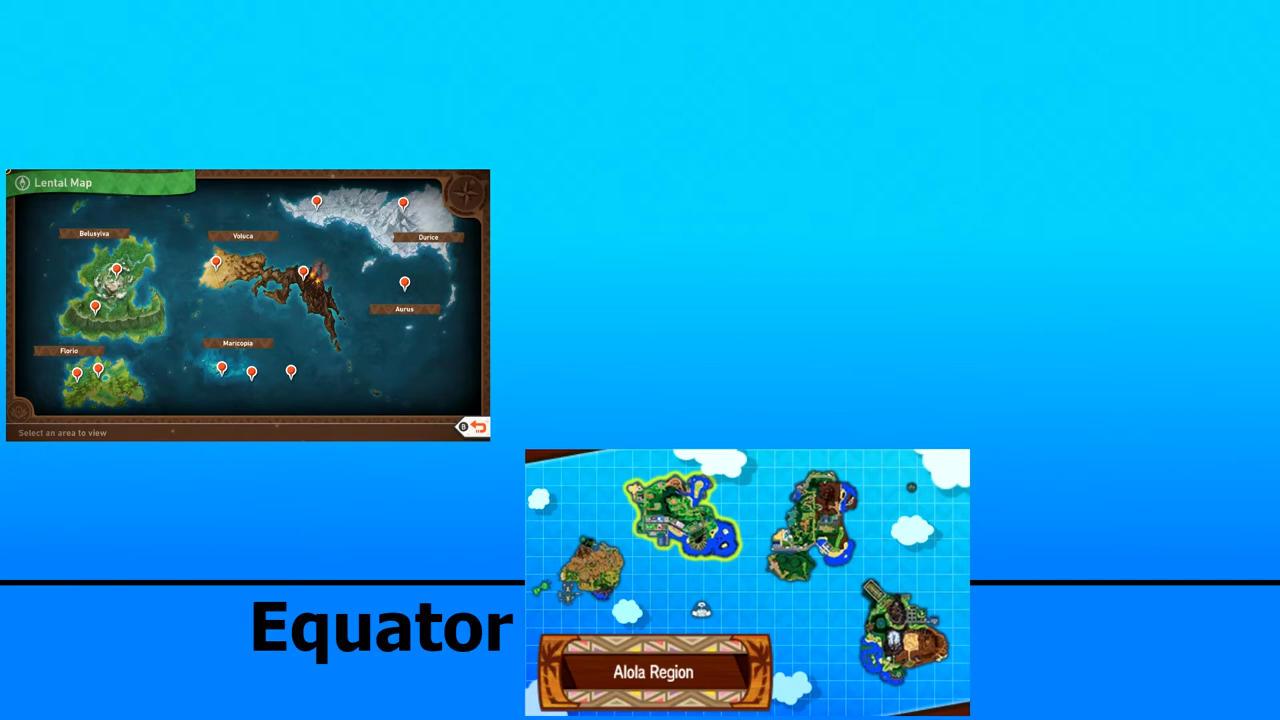 Lental Map
Belusylva
Voluca
Durice
Aurus
Maricopia
Florio
Select an area to view
B
Equator
Alola Region